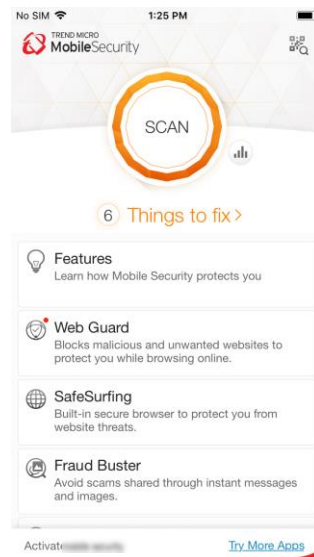 No SIM 1:25 PM
TREND MICRO
MobileSecurity
SCAN
6 Things to fix >
Features
Learn how Mobile Security protects you
Web Guard
Blocks malicious and unwanted websites to
protect you while browsing online.
SafeSurfing
Built-in secure browser to protect you from
website threats.
Fraud Buster
Avoid scams shared through instant messages
and images.
Activate Try More Apps